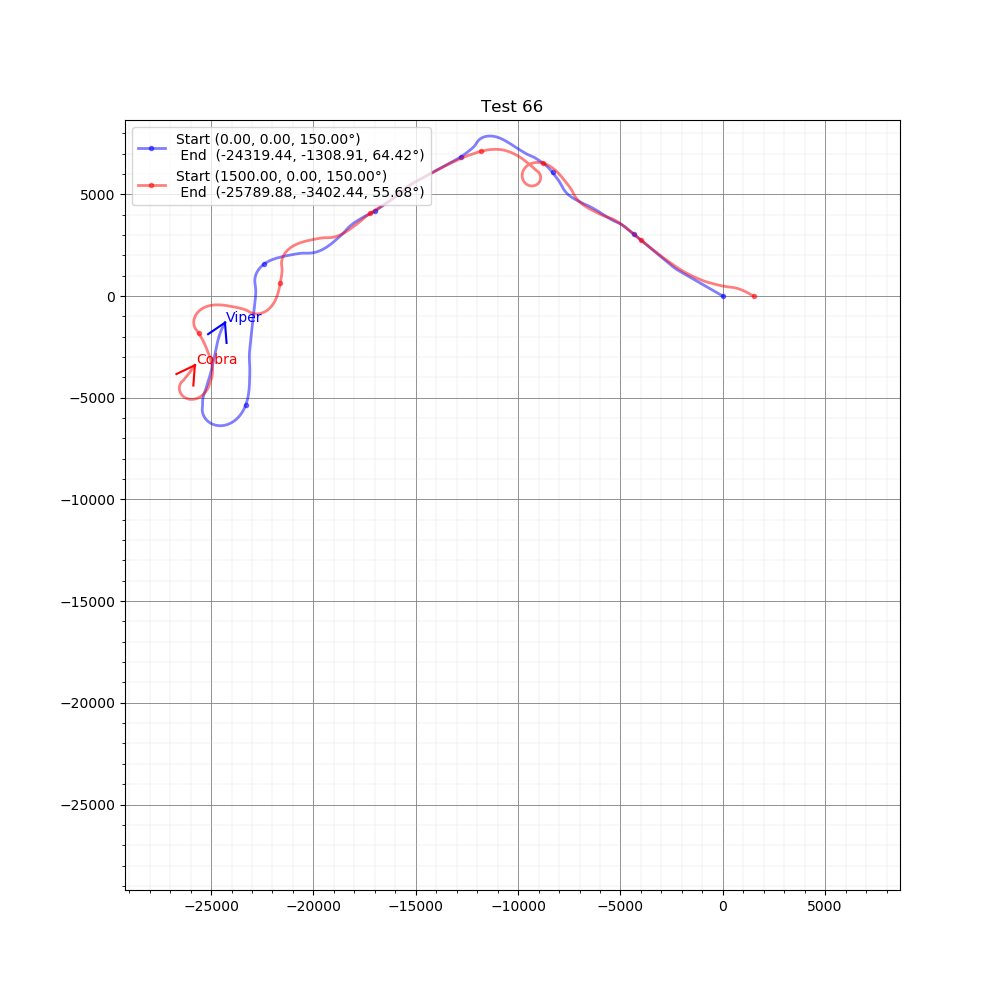 Test 66
Start (0.00, 0.00, 150.00°)
End (-24319.44, -1308.91, 64.42°)
Start (1500.00, 0.00, 150.00°)
End (-25789.88, -3402.44, 55.68°)
5000
0
−5000
−10000
−15000
−20000
−25000
Viper
Cobra
−25000
−20000
−15000
−10000
−5000
0
5000